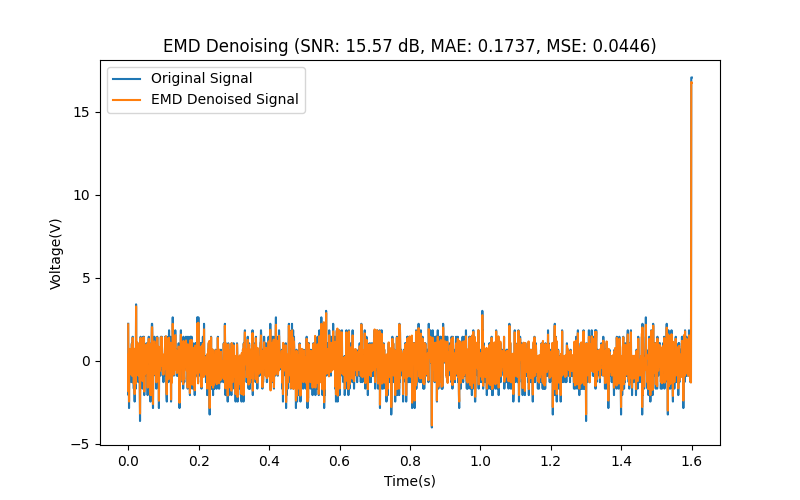 EMD Denoising (SNR: 15.57 dB, MAE: 0.1737, MSE: 0.0446)
Original Signal
EMD Denoised Signal
Voltage(V)
15
10
5
0
−5
0.0 0.2 0.4 0.6 0.8 1.0 1.2 1.4 1.6
Time(s)